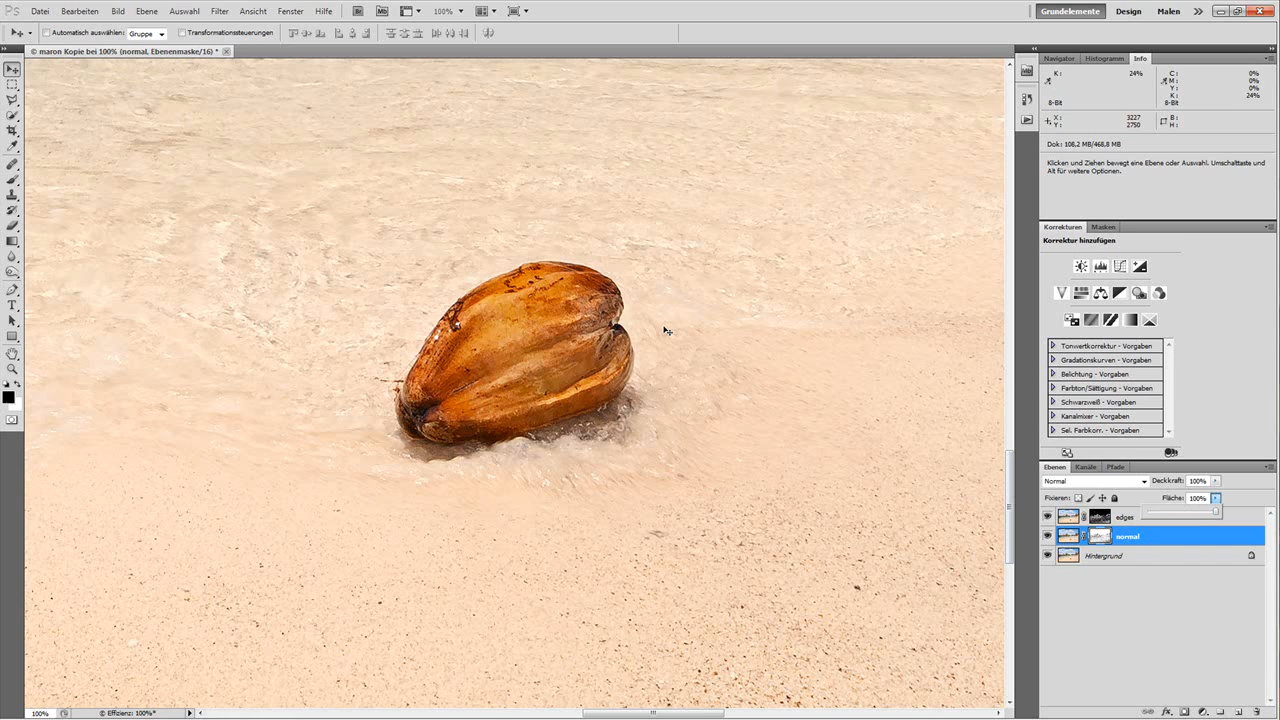 Ps Datei Bearbeiten Bild Ebene Auswahl Filter Ansicht Analyse Fenster Hilfe Br Mb 100% Grundelemente Design Malen
Automatisch auswählen: Gruppe Transformationssteuerungen
© maron Kopie bei 100% (normal, Ebenenmaske/16) *
Navigator Histogramm Info
K: 24% C: 0%
M: 0%
Y: 0%
K: 24%
8-Bit 8-Bit
X: 3227 B:
Y: 2750 H:
Dok: 108,2 MB/468,8 MB
Klicken und Ziehen bewegt eine Ebene oder Auswahl. Umschalttaste und
Alt für weitere Optionen.
Korrekturen Masken
Korrektur hinzufügen
Tonwertkorrektur - Vorgaben
Gradationskurven - Vorgaben
Belichtung - Vorgaben
Farbton/Sättigung - Vorgaben
Schwarzweiß - Vorgaben
Kanalmixer - Vorgaben
Sel. Farbkorr. - Vorgaben
Ebenen Kanäle Pfade
Normal Deckkraft: 100%
Fixieren: Fläche: 100%
edges
normal
Hintergrund
100% © Effizienz: 100%*